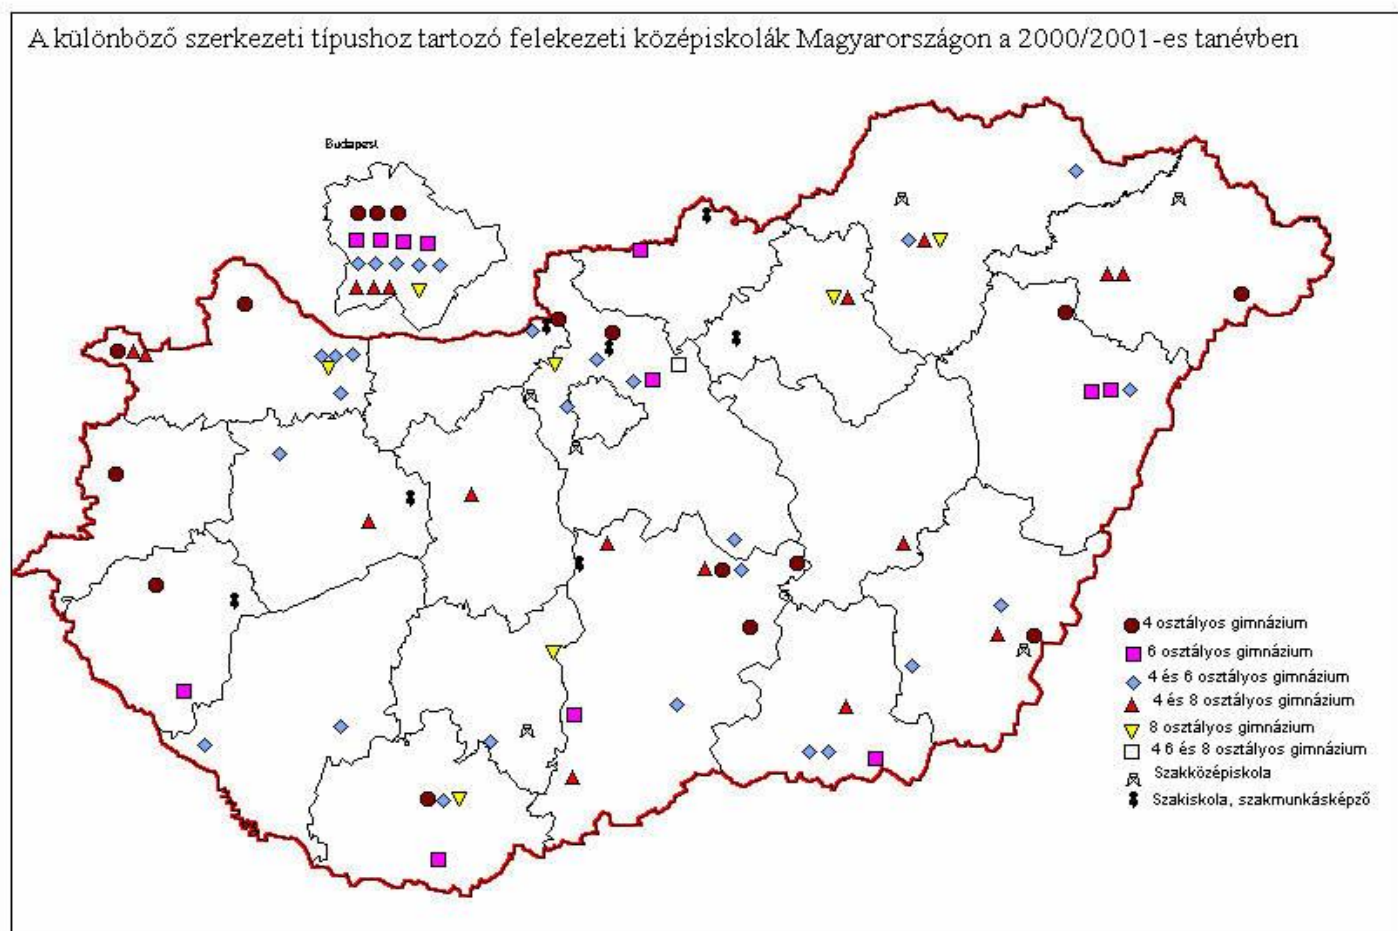 A különböző szerkezeti típushoz tartozó felekezeti középiskolák Magyarországon a 2000/2001-es tanévben
Budapest
4 osztályos gimnázium
6 osztályos gimnázium
4 és 6 osztályos gimnázium
4 és 8 osztályos gimnázium
8 osztályos gimnázium
4 6 és 8 osztályos gimnázium
Szakközépiskola
Szakiskola, szakmunkásképző